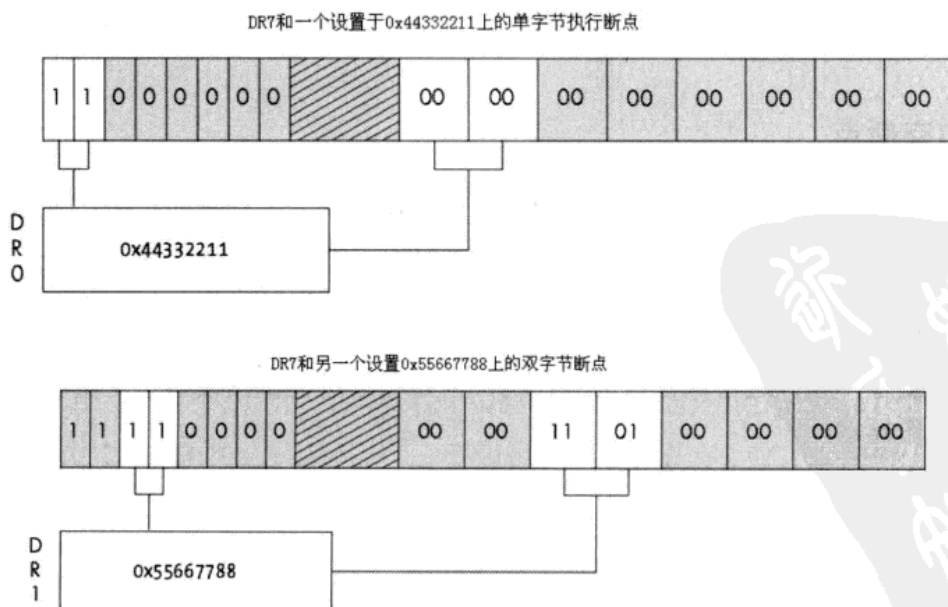 DR7和一个设置于0x44332211上的单字节执行断点
1 1 0 0 0 0 0 0 00 00 00 00 00 00 00 00
DR0
0x44332211
DR7和另一个设置0x55667788上的双字节断点
1 1 1 1 0 0 0 0 00 00 11 01 00 00 00 00
DR1
0x55667788